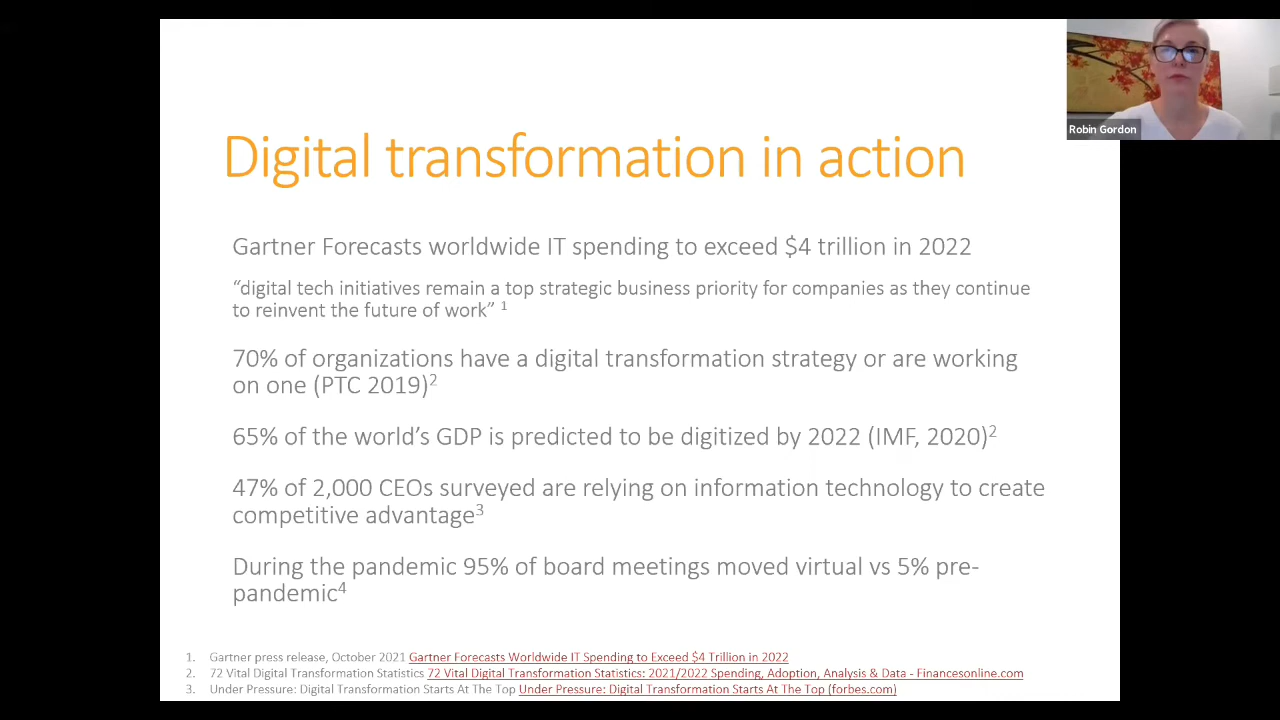 Robin Gordon
Digital transformation in action
Gartner Forecasts worldwide IT spending to exceed $4 trillion in 2022
“digital tech initiatives remain a top strategic business priority for companies as they continue
to reinvent the future of work” 1
70% of organizations have a digital transformation strategy or are working
on one (PTC 2019)2
65% of the world’s GDP is predicted to be digitized by 2022 (IMF, 2020)2
47% of 2,000 CEOs surveyed are relying on information technology to create
competitive advantage3
During the pandemic 95% of board meetings moved virtual vs 5% pre-
pandemic4
1. Gartner press release, October 2021 Gartner Forecasts Worldwide IT Spending to Exceed $4 Trillion in 2022
2. 72 Vital Digital Transformation Statistics 72 Vital Digital Transformation Statistics: 2021/2022 Spending, Adoption, Analysis & Data - Financesonline.com
3. Under Pressure: Digital Transformation Starts At The Top Under Pressure: Digital Transformation Starts At The Top (forbes.com)